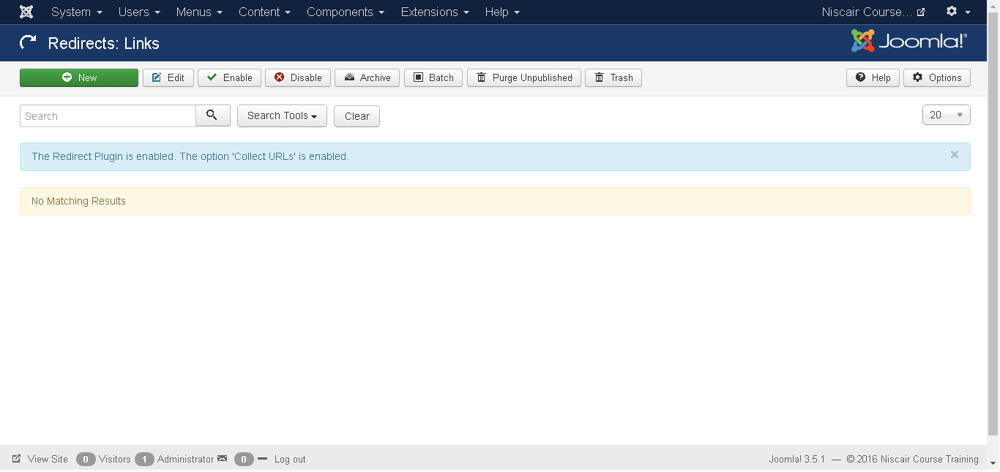 System Users Menus Content Components Extensions Help Niscair Course...
Redirects: Links Joomla!®
New Edit Enable Disable Archive Batch Purge Unpublished Trash Help Options
Search Search Tools Clear 20
The Redirect Plugin is enabled. The option 'Collect URLs' is enabled. ×
No Matching Results
View Site 0 Visitors 1 Administrator 0 Log out Joomla! 3.5.1 — © 2016 Niscair Course Training